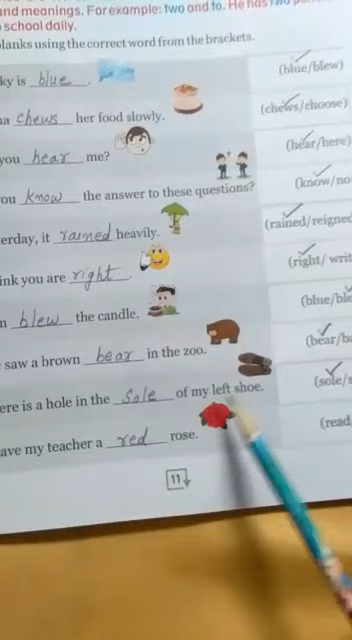 and meanings. For example: two and to. He has two
school daily.
blanks using the correct word from the brackets.
ky is blue. (blue/blew)
a chews her food slowly. (chews/choose)
you hear me? (hear/here)
ou know the answer to these questions? (know/no
erday, it rained heavily. (rained/reigned
ink you are right. (right/ writ
n blew the candle. (blue/ble
saw a brown bear in the zoo. (bear/ba
ere is a hole in the sole of my left shoe. (sole/s
ave my teacher a red rose. (read,
11